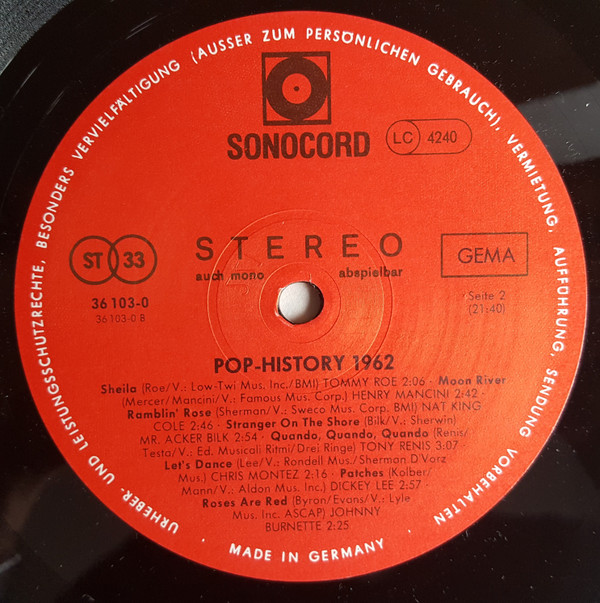 URHEBER- UND LEISTUNGSSCHUTZRECHTE, BESONDERS VERVIELFÄLTIGUNG (AUSSER ZUM PERSÖNLICHEN GEBRAUCH), VERMIETUNG, AUFFÜHRUNG, SENDUNG VORBEHALTEN
SONOCORD
LC 4240
STEREO
auch mono abspielbar
ST 33
GEMA
36 103-0
36 103-0 B
Seite 2
(21:40)
POP-HISTORY 1962
Sheila (Roe/V.: Low-Twi Mus. Inc./BMI) TOMMY ROE 2:06 · Moon River
(Mercer/Mancini/V.: Famous Mus. Corp.) HENRY MANCINI 2:42 ·
Ramblin' Rose (Sherman/V.: Sweco Mus. Corp. BMI) NAT KING
COLE 2:46 · Stranger On The Shore (Bilk/V.: Sherwin)
MR. ACKER BILK 2:54 · Quando, Quando, Quando (Renis/
Testa/V.: Ed. Musicali Ritmi/Drei Ringe) TONY RENIS 3:07 ·
Let's Dance (Lee/V.: Rondell Mus./Sherman D'Vorz
Mus.) CHRIS MONTEZ 2:16 · Patches (Kolber/
Mann/V.: Aldon Mus. Inc.) DICKEY LEE 2:57 ·
Roses Are Red (Byron/Evans/V.: Lyle
Mus. Inc. ASCAP) JOHNNY
BURNETTE 2:25
· MADE IN GERMANY ·